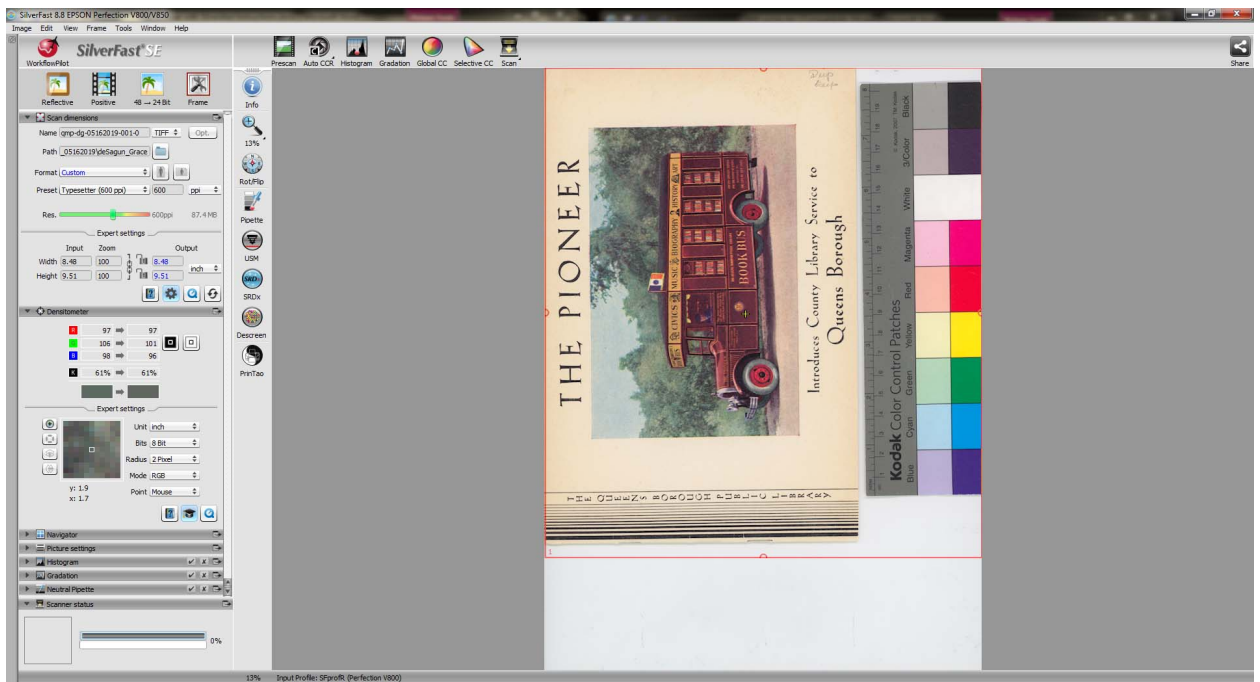 SilverFast 8.8 EPSON Perfection V800/V850
Image Edit View Frame Tools Window Help
WorkflowPilot
SilverFast SE
Prescan Auto CCR Histogram Gradation Global CC Selective CC Scan
Share
Reflective Positive 48 → 24 Bit Frame
Info
13%
Rot/Flip
Pipette
USM
SRDx
SRDx
Descreen
PrinTao
Scan dimensions
Name qmp-dg-05162019-001-0 TIFF Opt.
Path _05162019\deSagun_Grace
Format Custom
Preset Typesetter (600 ppi) 600 ppi
Res. 600ppi 87.4 MB
Expert settings
Input Zoom Output
Width 8.48 100 8.48
Height 9.51 100 9.51
inch
Densitometer
R 97 97
106 101
B 98 96
K 61% 61%
Expert settings
Unit inch
Bits 8 Bit
Radius 2 Pixel
Mode RGB
Point Mouse
y: 1.9
x: 1.7
Navigator
Picture settings
Histogram
Gradation
Neutral Pipette
Scanner status
0%
13% Input Profile: SFprofR (Perfection V800)
THE PIONEER
CIVICS MUSIC BIOGRAPHY HISTORY ART
BOOK BUS
Introduces County Library Service to
Queens Borough
THE QUEENS BOROUGH PUBLIC LIBRARY
1
Kodak Color Control Patches
Blue Cyan Green Yellow Red Magenta White 3/Color Black